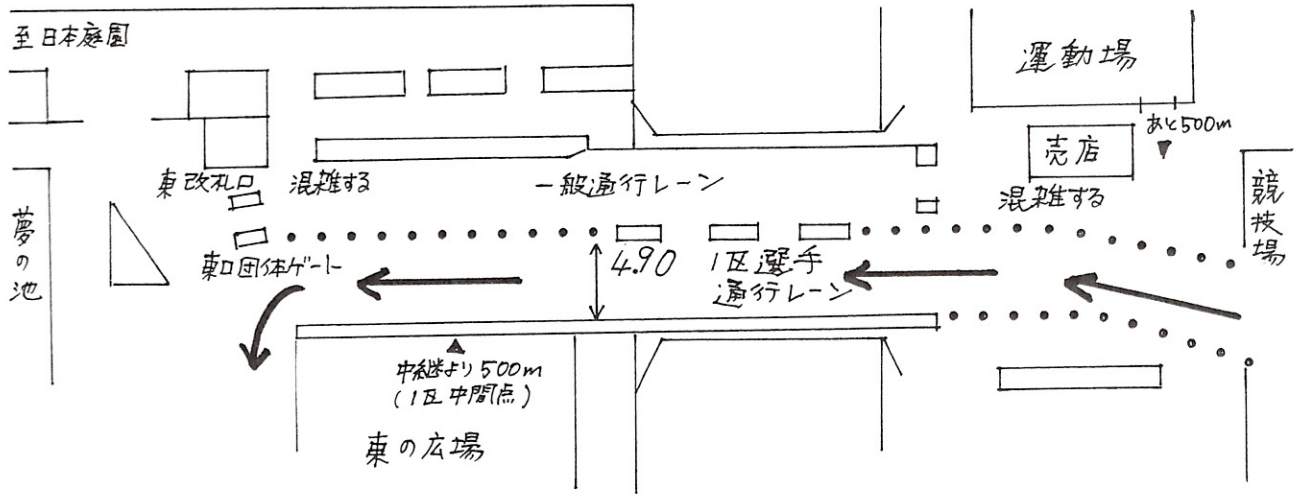 至日本庭園
運動場
あと500m
売店
東改札口
混雑する
一般通行レーン
混雑する
競技場
夢の池
東口団体ゲート
4.90
1区選手
通行レーン
中継より500m
(1区中間点)
東の広場